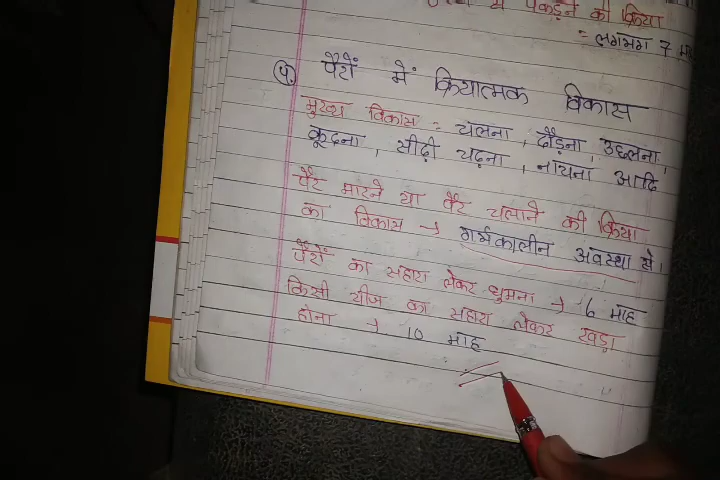 में पकड़ने की क्रिया
= लगभग 7
४. पैरों में क्रियात्मक विकास
मुख्य विकास = चलना, दौड़ना, उछलना,
कूदना, सीढ़ी चढ़ना, नाचना आदि
पैर मारने या पैर चलाने की क्रिया
का विकास → गर्भकालीन अवस्था से।
पैरों का सहारा लेकर घुमना → 6 माह
किसी चीज का सहारा लेकर खड़ा
होना → 10 माह